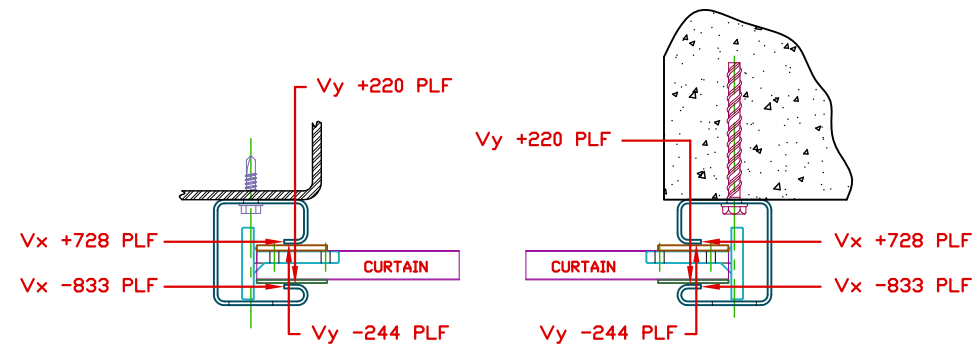 Vy +220 PLF
Vy +220 PLF
Vx +728 PLF
Vx +728 PLF
CURTAIN
CURTAIN
Vx -833 PLF
Vx -833 PLF
Vy -244 PLF
Vy -244 PLF